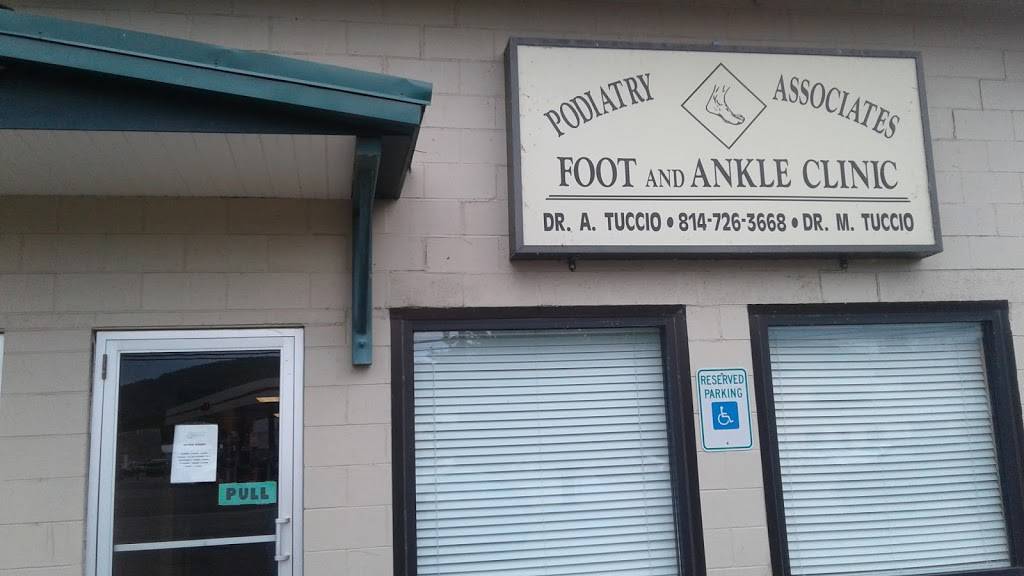 PODIATRY ASSOCIATES
FOOT AND ANKLE CLINIC
DR. A. TUCCIO • 814-726-3668 • DR. M. TUCCIO
RESERVED
PARKING
PULL